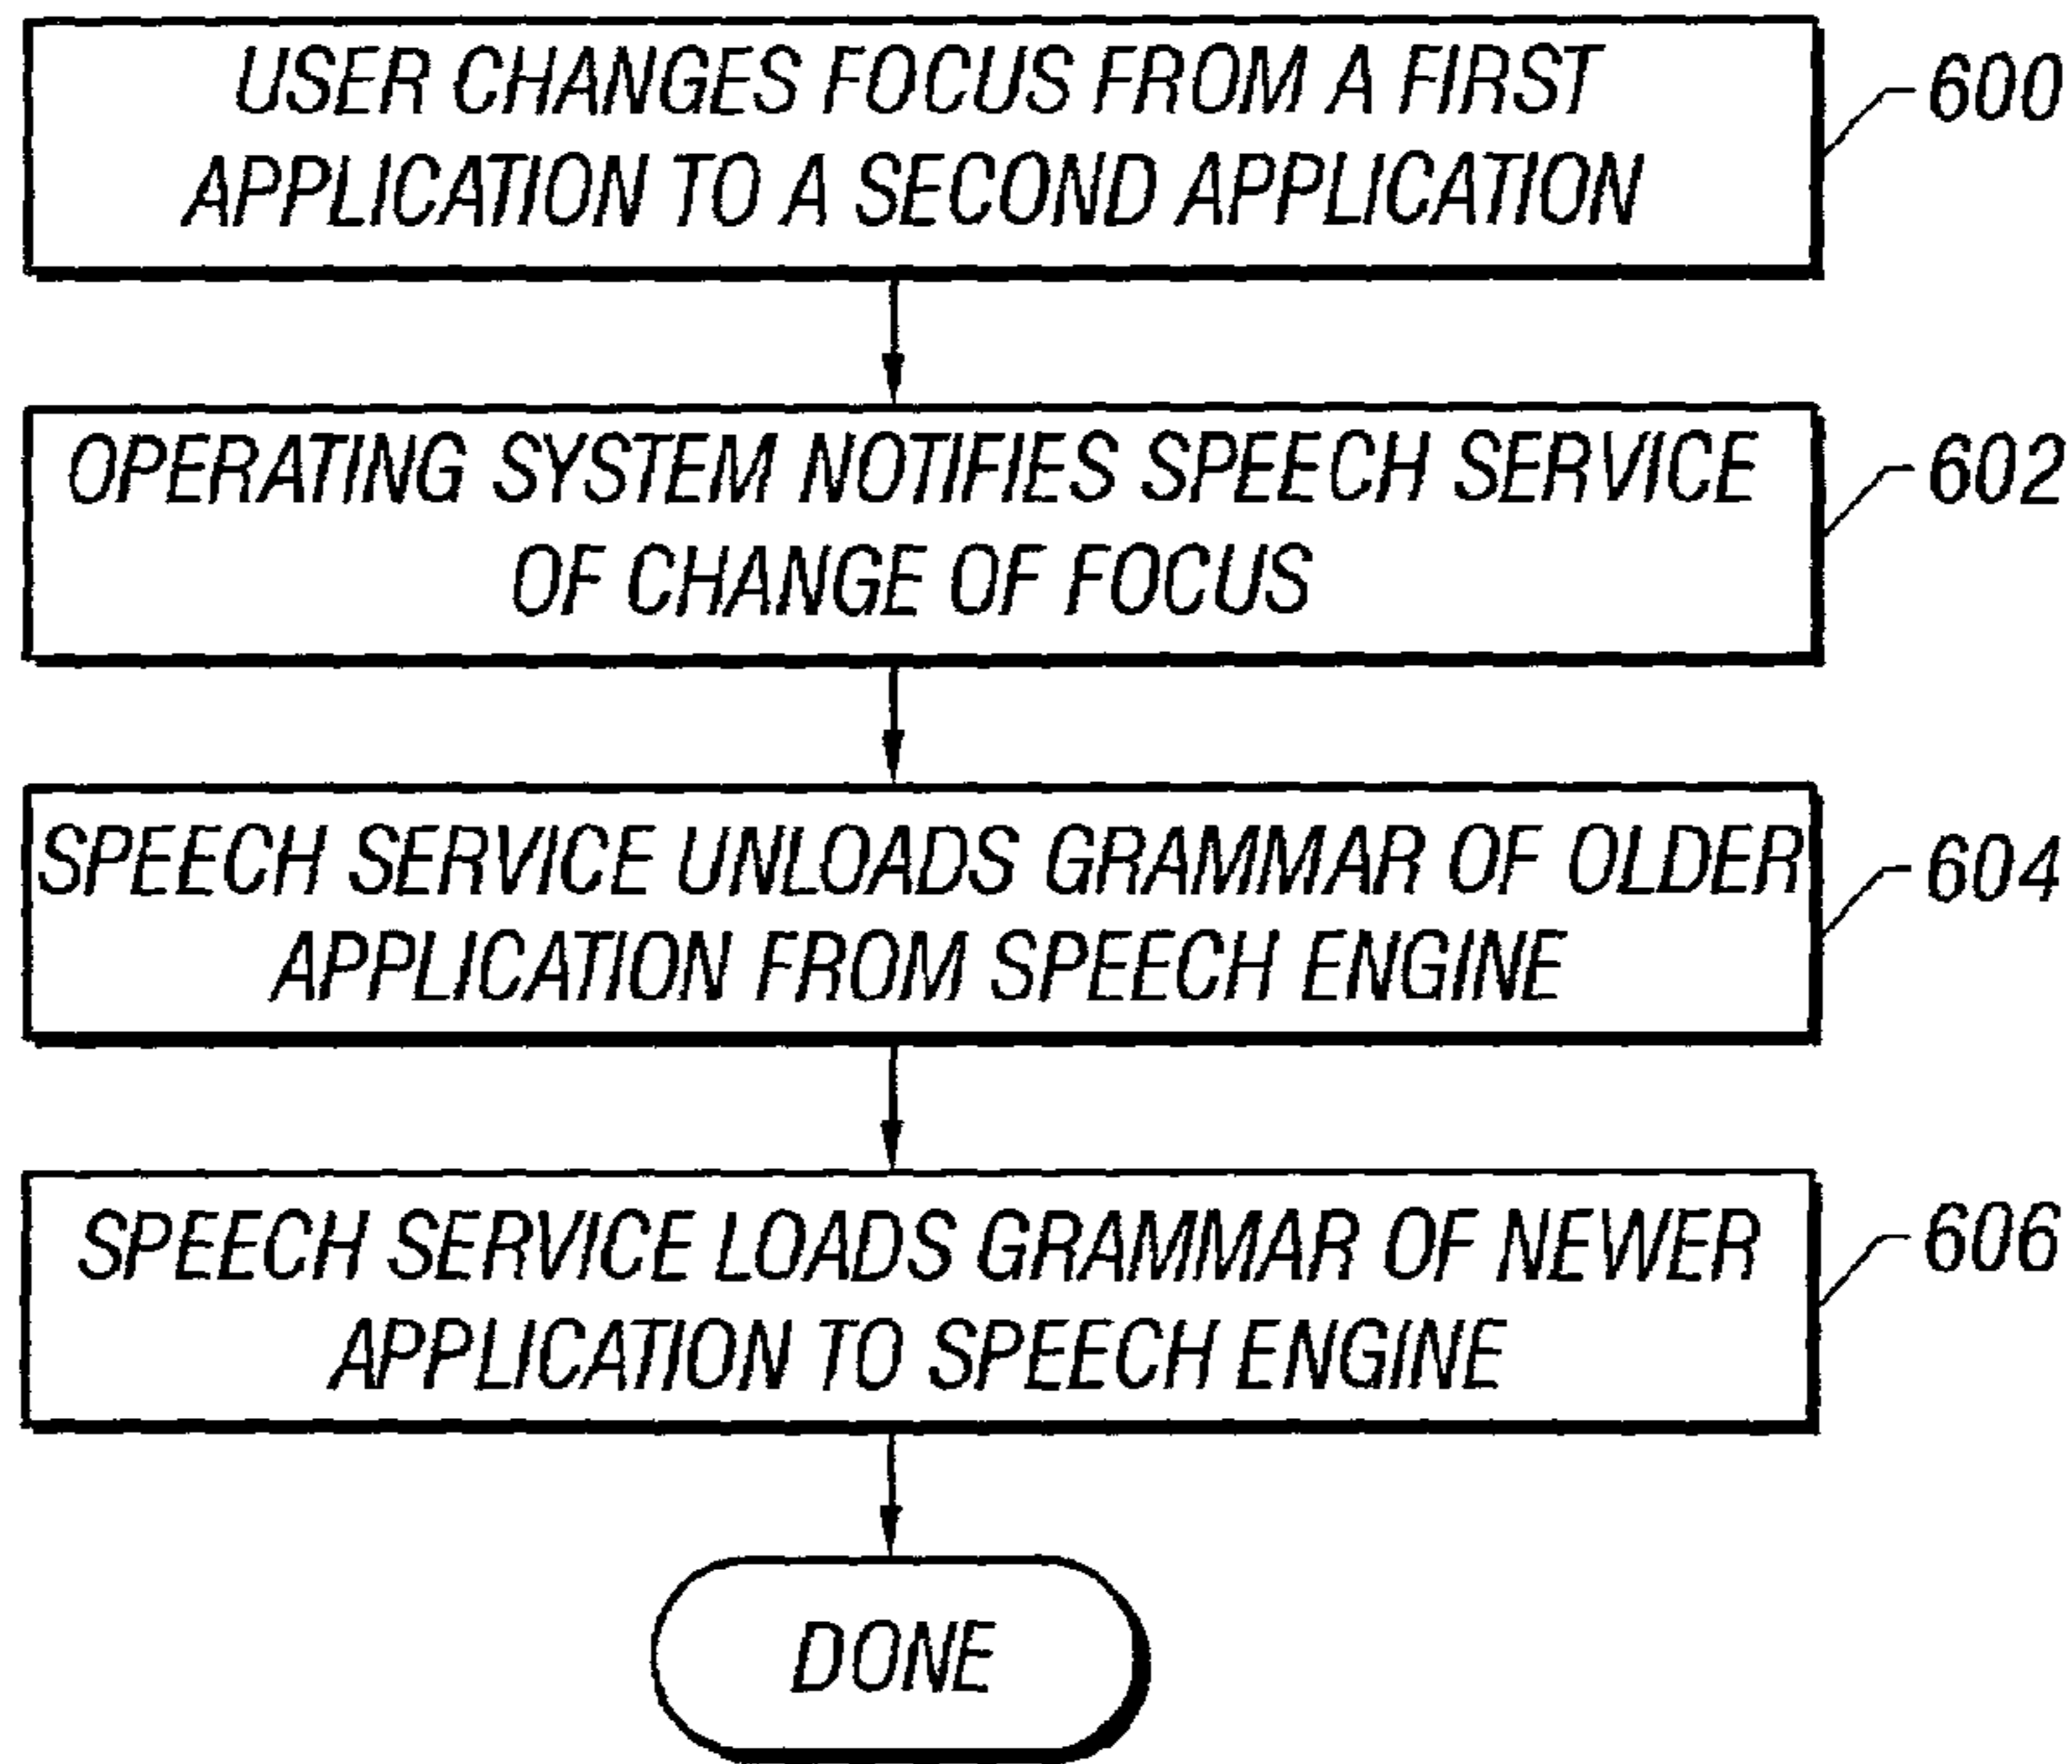 USER CHANGES FOCUS FROM A FIRST
APPLICATION TO A SECOND APPLICATION
600
OPERATING SYSTEM NOTIFIES SPEECH SERVICE
OF CHANGE OF FOCUS
602
SPEECH SERVICE UNLOADS GRAMMAR OF OLDER
APPLICATION FROM SPEECH ENGINE
604
SPEECH SERVICE LOADS GRAMMAR OF NEWER
APPLICATION TO SPEECH ENGINE
606
DONE